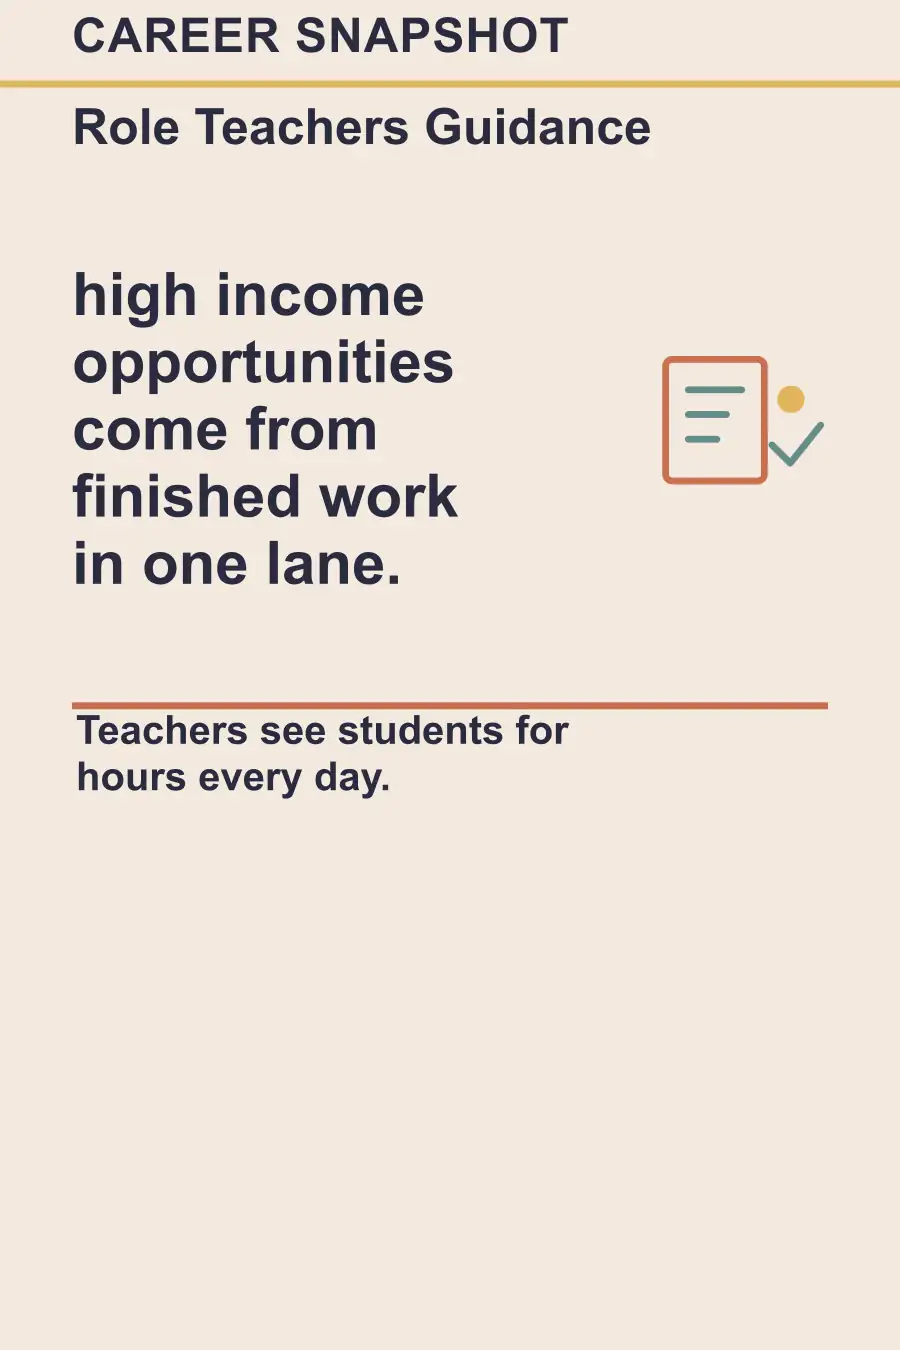 CAREER SNAPSHOT
Role Teachers Guidance
high income
opportunities
come from
finished work
in one lane.
Teachers see students for
hours every day.